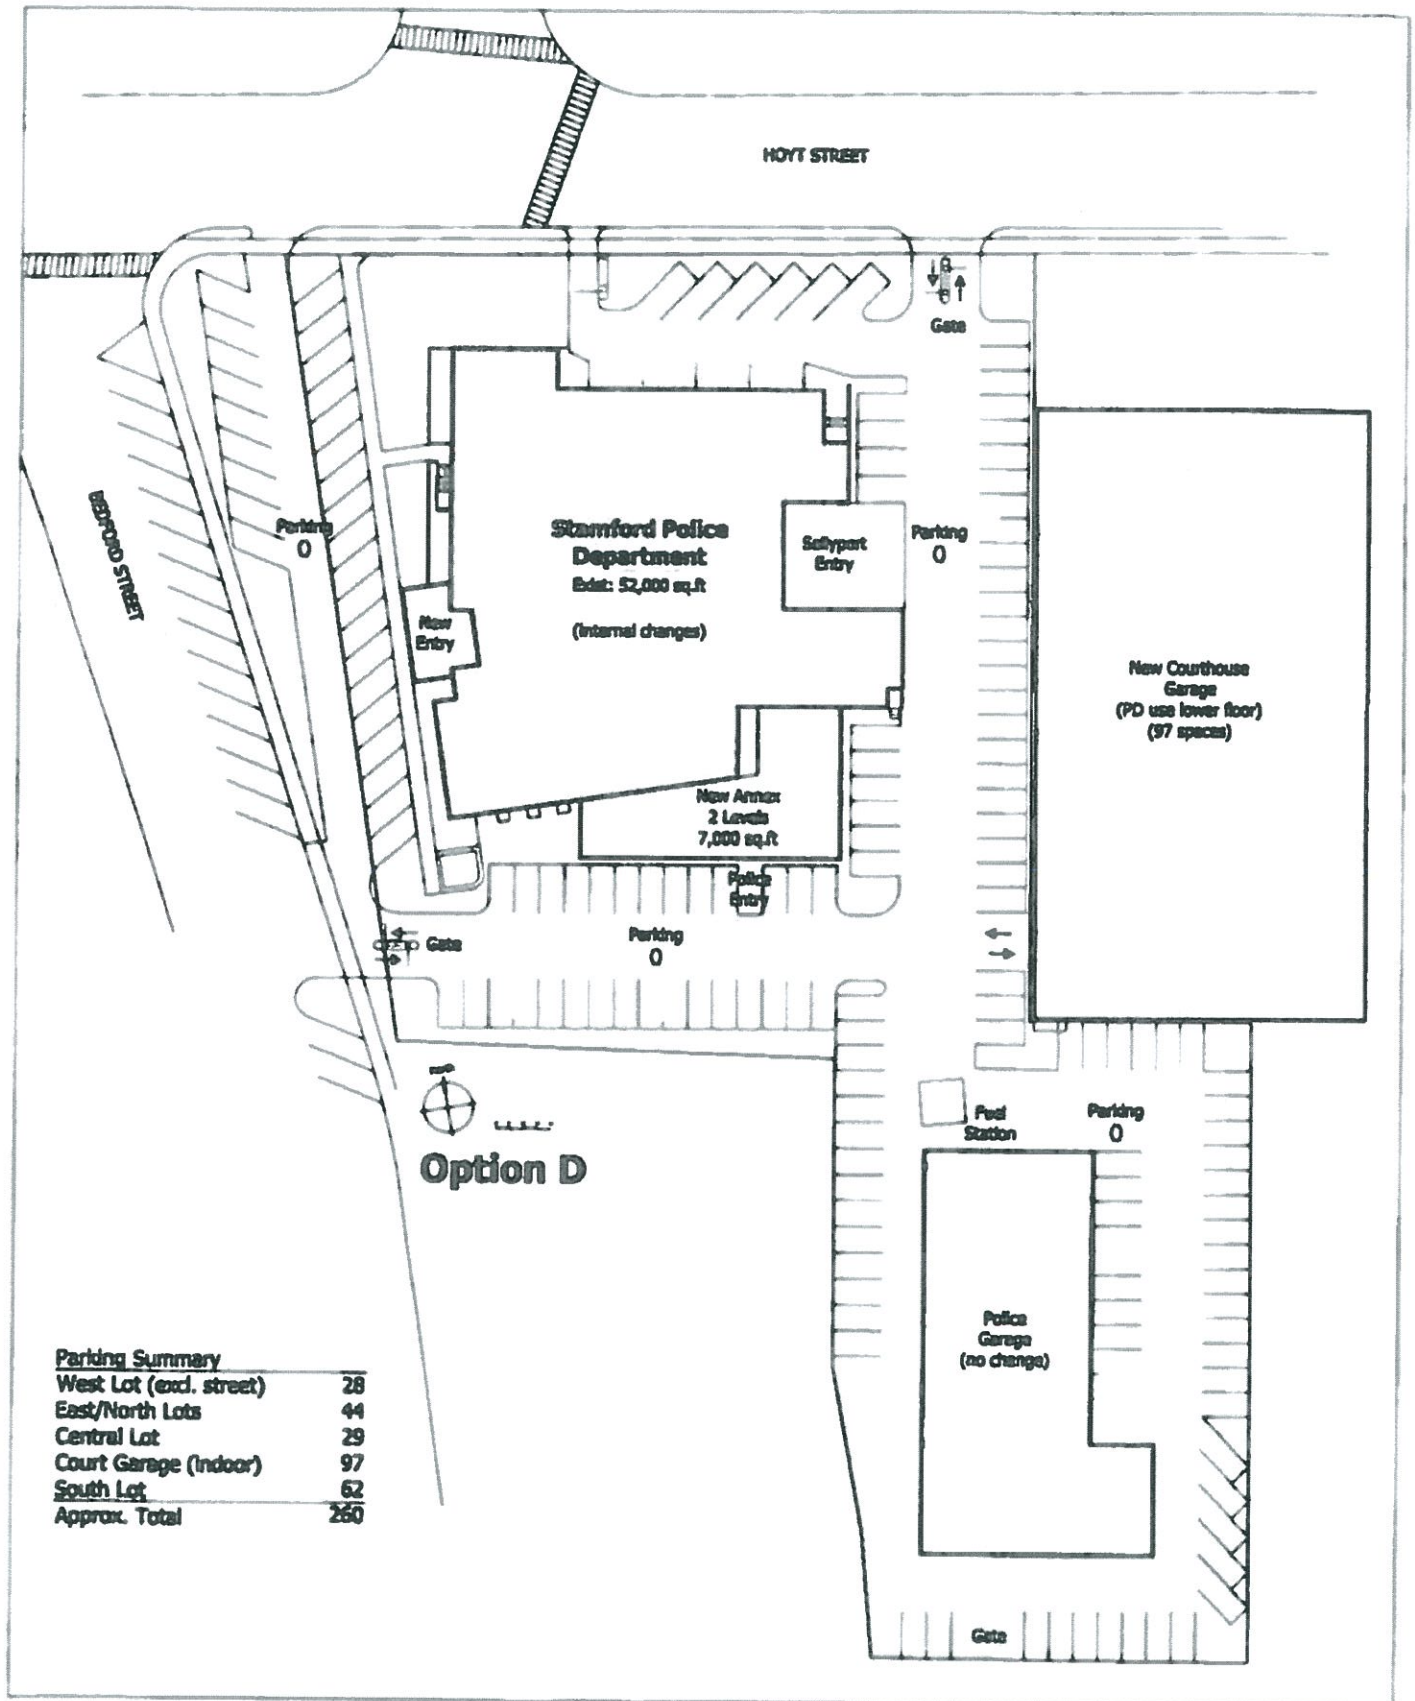 HOYT STREET
Gate
BEDFORD STREET
Parking
0
Stamford Police
Department
Exist: 52,000 sq.ft
(internal changes)
Sallyport
Entry
Parking
0
New
Entry
New Courthouse
Garage
(PD use lower floor)
(97 spaces)
New Annex
2 Levels
7,000 sq.ft
Police
Entry
Gate
Parking
0
north
Option D
Fuel
Station
Parking
0
Police
Garage
(no change)
Parking Summary
West Lot (excl. street) 28
East/North Lots 44
Central Lot 29
Court Garage (Indoor) 97
South Lot 62
Approx. Total 260
Gate